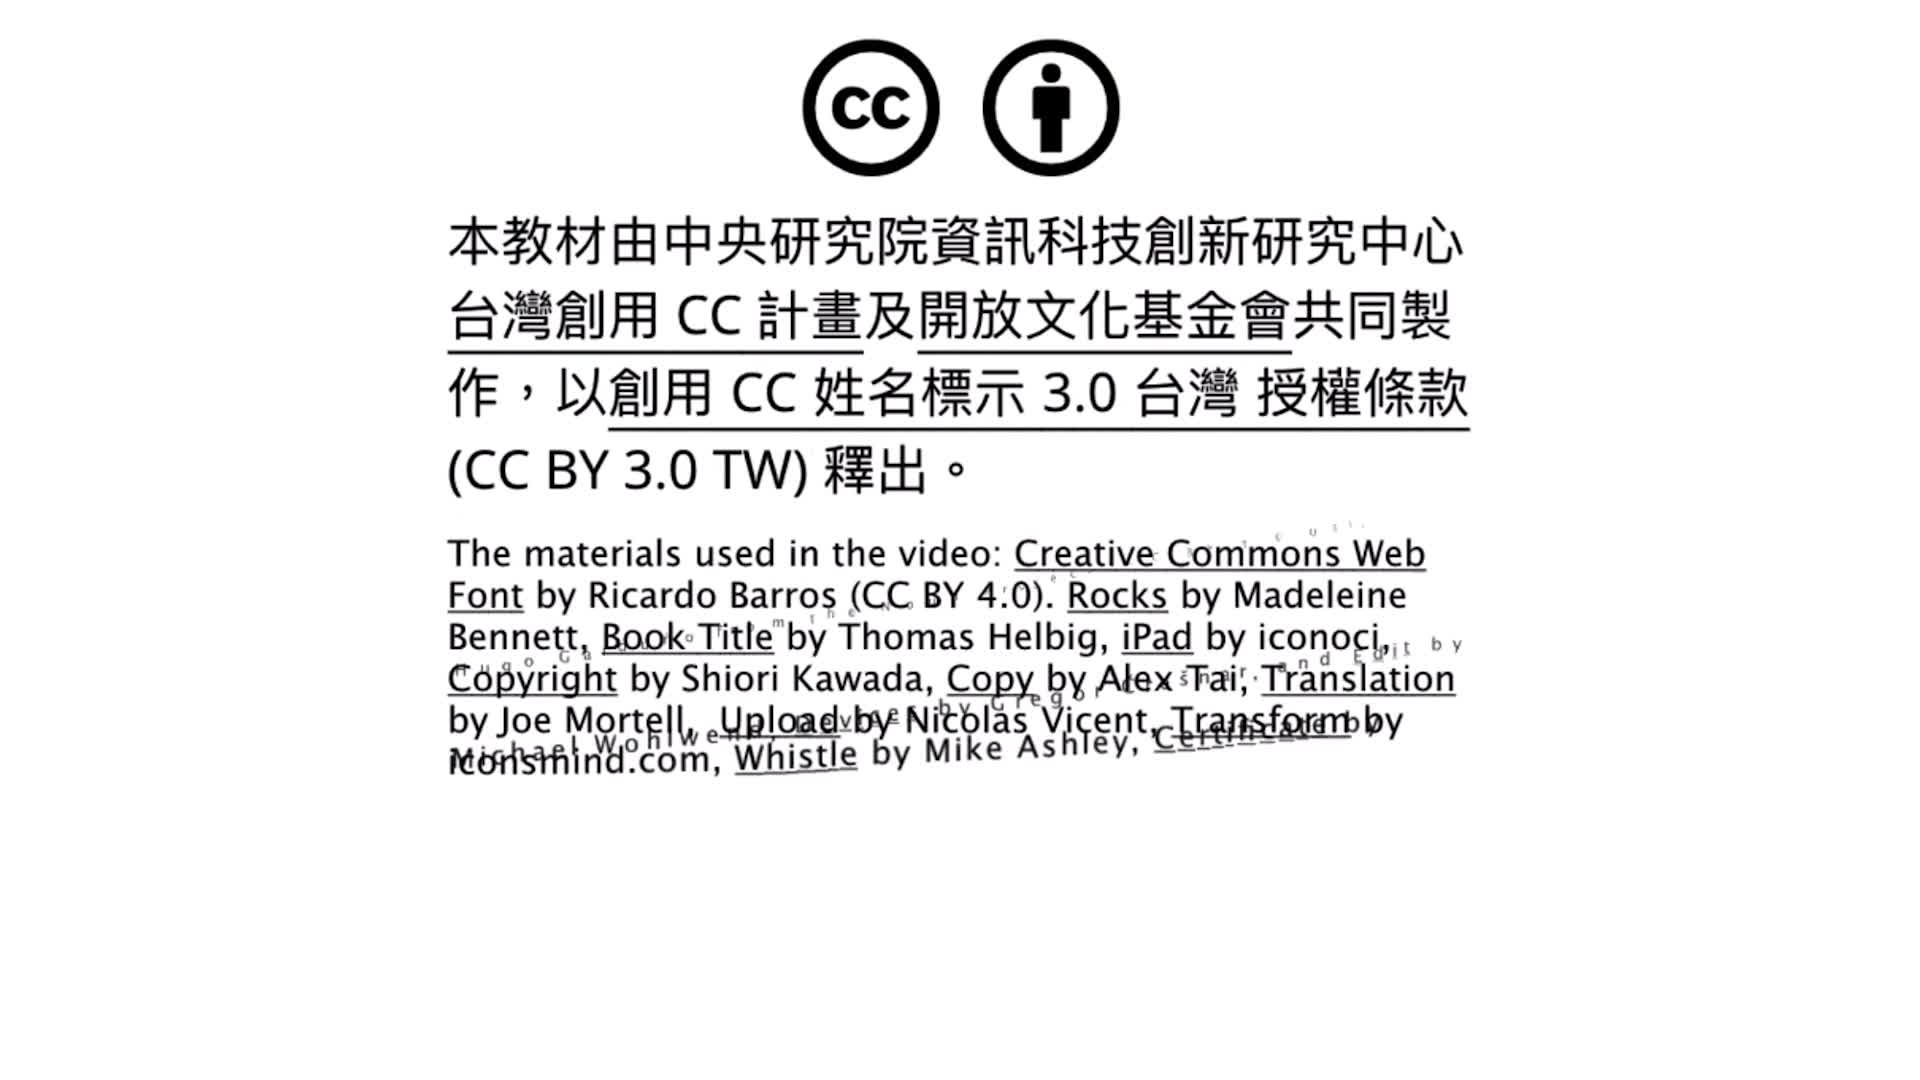 cc
本教材由中央研究院資訊科技創新研究中心
台灣創用 CC 計畫及開放文化基金會共同製
作，以創用 CC 姓名標示 3.0 台灣 授權條款
(CC BY 3.0 TW) 釋出。
The materials used in the video: Creative Commons Web
Font by Ricardo Barros (CC BY 4.0). Rocks by Madeleine
Bennett, Book Title by Thomas Helbig, iPad by iconoci,
Copyright by Shiori Kawada, Copy by Alex Tai, Translation
by Joe Mortell, Upload by Nicolas Vicent, Transform by
iconsmind.com, Whistle by Mike Ashley, Certificate by
Michael Wohlwend, Devices by Gregor Črešnar, and Edit by